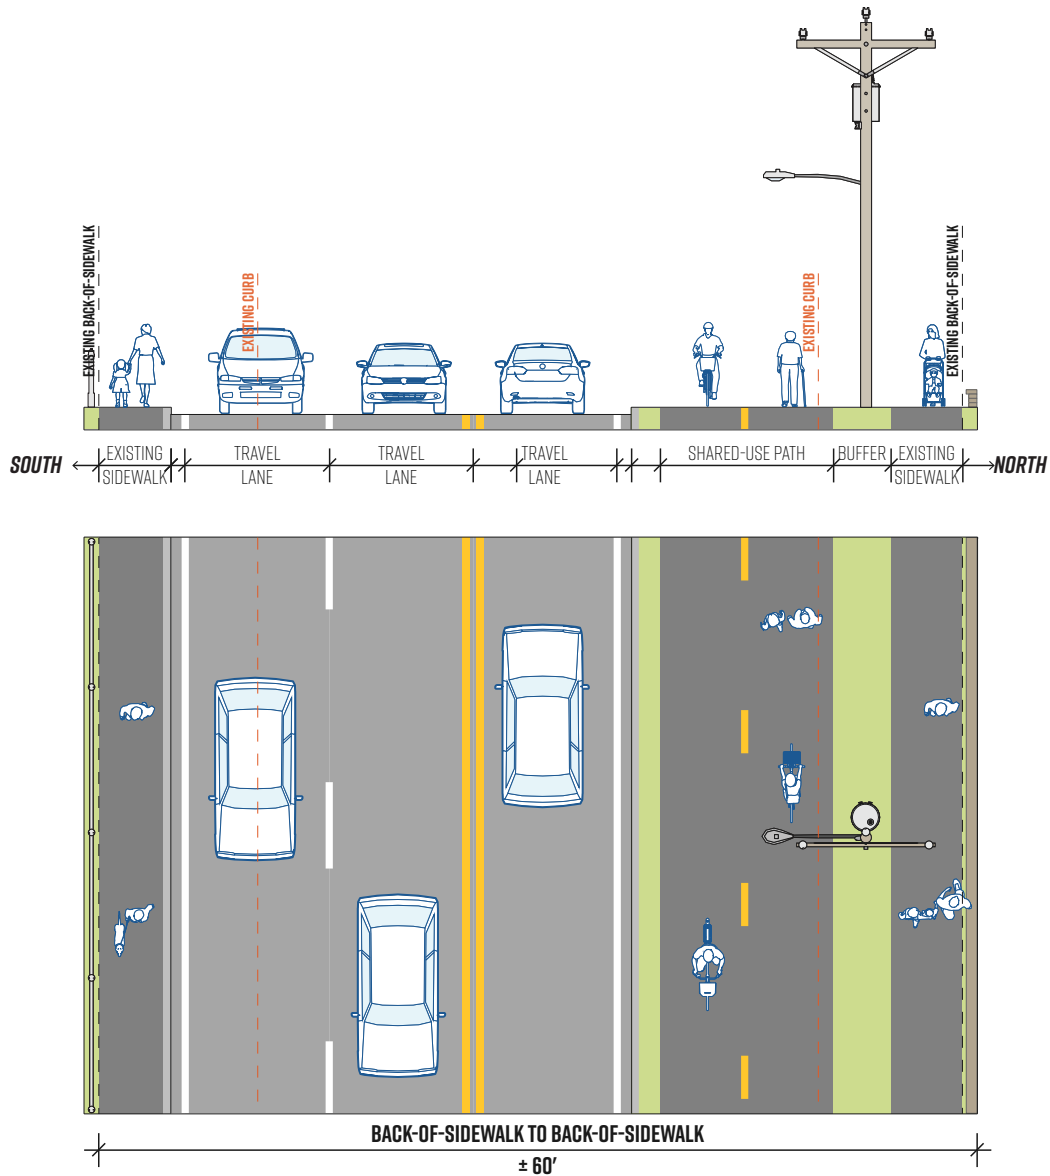 EXISTING BACK-OF-SIDEWALK
EXISTING CURB
EXISTING CURB
EXISTING BACK-OF-SIDEWALK
SOUTH
EXISTING
SIDEWALK
TRAVEL
LANE
TRAVEL
LANE
TRAVEL
LANE
SHARED-USE PATH
BUFFER
EXISTING
SIDEWALK
NORTH
BACK-OF-SIDEWALK TO BACK-OF-SIDEWALK
± 60'